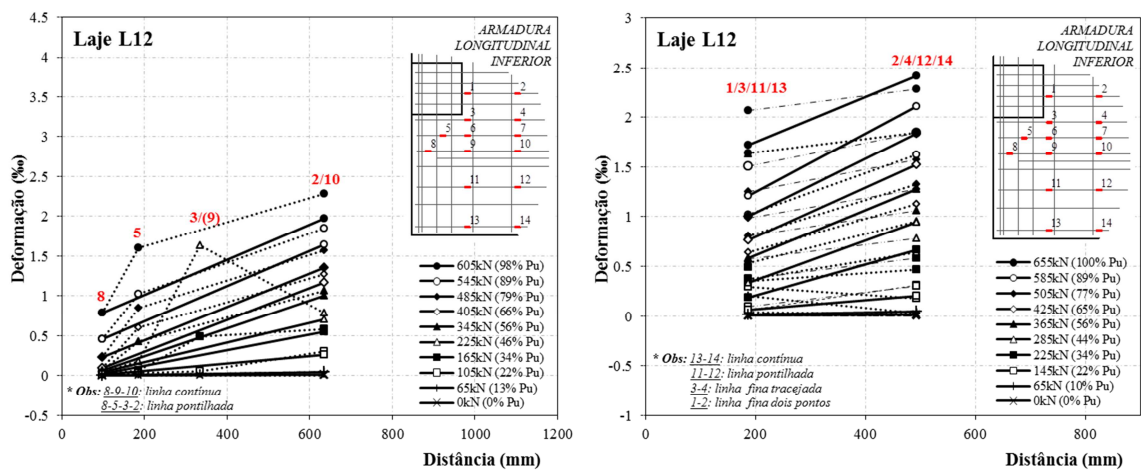 Laje L12
ARMADURA
LONGITUDINAL
INFERIOR
4.5
4
3.5
3
2.5
2
1.5
1
0.5
0
-0.5
Deformação (‰)
8
5
3/(9)
2/10
1
2
3
4
5
6
7
8
9
10
11
12
13
14
605kN (98% Pu)
545kN (89% Pu)
485kN (79% Pu)
405kN (66% Pu)
345kN (56% Pu)
225kN (46% Pu)
165kN (34% Pu)
105kN (22% Pu)
65kN (13% Pu)
0kN (0% Pu)
* Obs: 8-9-10: linha contínua
8-5-3-2: linha pontilhada
0
200
400
600
800
1000
1200
Distância (mm)
Laje L12
ARMADURA
LONGITUDINAL
INFERIOR
3
2.5
2
1.5
1
0.5
0
-0.5
-1
Deformação (‰)
1/3/11/13
2/4/12/14
1
2
3
4
5
6
7
8
9
10
11
12
13
14
655kN (100% Pu)
585kN (89% Pu)
505kN (77% Pu)
425kN (65% Pu)
365kN (56% Pu)
285kN (44% Pu)
225kN (34% Pu)
145kN (22% Pu)
65kN (10% Pu)
0kN (0% Pu)
* Obs: 13-14: linha contínua
11-12: linha pontilhada
3-4: linha fina tracejada
1-2: linha fina dois pontos
0
200
400
600
800
Distância (mm)